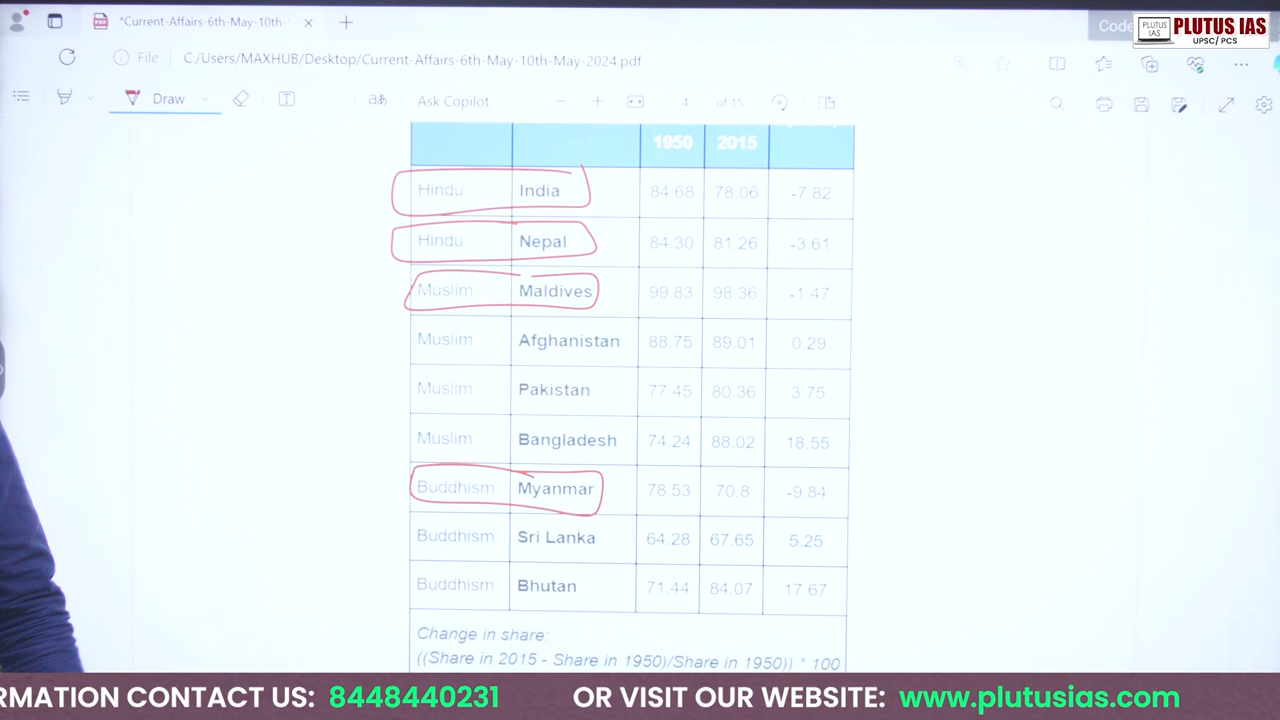 *Current-Affairs-6th-May-10th-
Code
PLUTUS IAS
PLUTUS IAS
UPSC/ PCS
File C:/Users/MAXHUB/Desktop/Current-Affairs-6th-May-10th-May-2024.pdf
Draw Ask Copilot 4 of 15
1950 2015
Hindu India 84.68 78.06 -7.82
Hindu Nepal 84.30 81.26 -3.61
Muslim Maldives 99.83 98.36 -1.47
Muslim Afghanistan 88.75 89.01 0.29
Muslim Pakistan 77.45 80.36 3.75
Muslim Bangladesh 74.24 88.02 18.55
Buddhism Myanmar 78.53 70.8 -9.84
Buddhism Sri Lanka 64.28 67.65 5.25
Buddhism Bhutan 71.44 84.07 17.67
Change in share:
((Share in 2015 - Share in 1950)/Share in 1950)) * 100
RMATION CONTACT US: 8448440231 OR VISIT OUR WEBSITE: www.plutusias.com